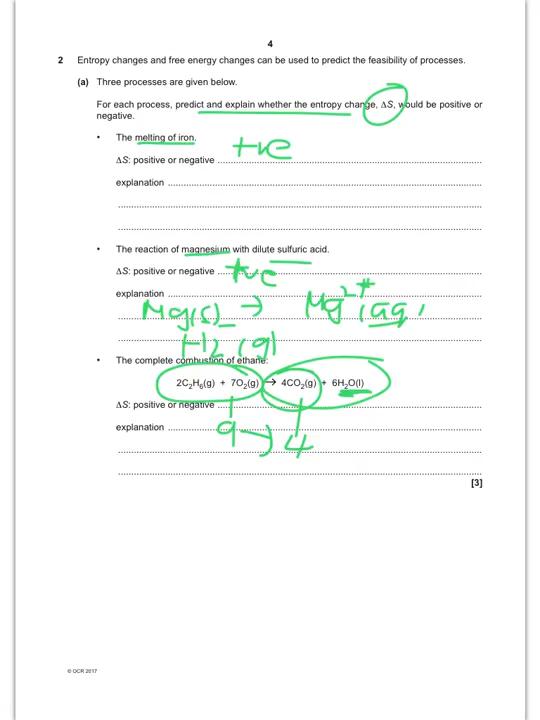 4
2 Entropy changes and free energy changes can be used to predict the feasibility of processes.
(a) Three processes are given below.
For each process, predict and explain whether the entropy change, ΔS, would be positive or
negative.
• The melting of iron.
ΔS: positive or negative ..........
+ve
explanation ..........
• The reaction of magnesium with dilute sulfuric acid.
ΔS: positive or negative ..........
+ve
explanation ..........
Mg(s) → Mg²⁺(aq)
H2(g)
• The complete combustion of ethane:
2C₂H₆(g) + 7O₂(g) → 4CO₂(g) + 6H₂O(l)
ΔS: positive or negative ..........
explanation ..........
9 → 4
[3]
© OCR 2017